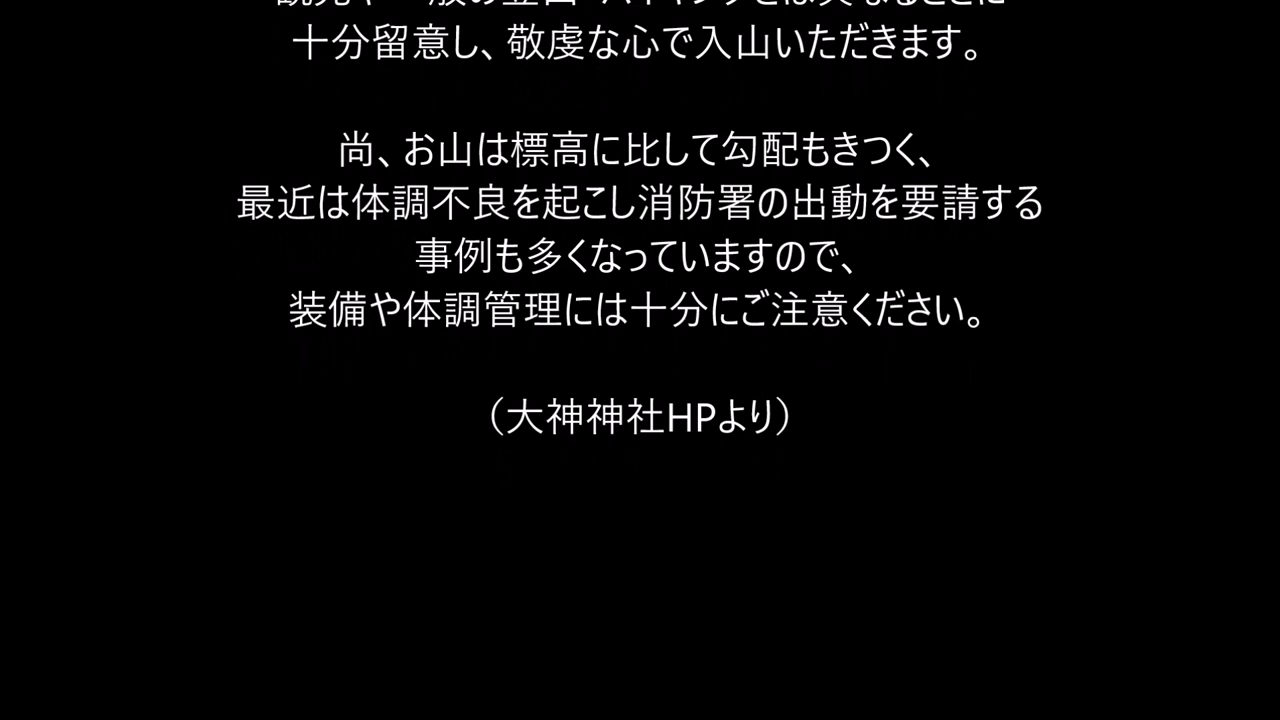 十分留意し、敬虔な心で入山いただきます。
尚、お山は標高に比して勾配もきつく、
最近は体調不良を起こし消防署の出動を要請する
事例も多くなっていますので、
装備や体調管理には十分にご注意ください。
（大神神社HPより）